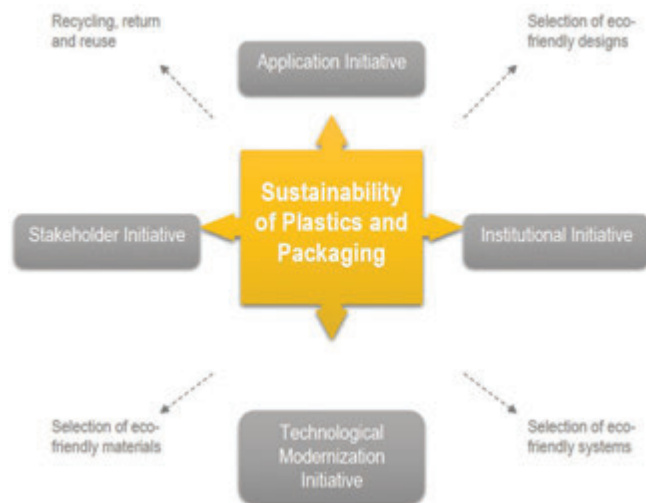 Recycling, return
and reuse
Selection of eco-
friendly designs
Application Initiative
Sustainability
of Plastics and
Packaging
Stakeholder Initiative
Institutional Initiative
Selection of eco-
friendly materials
Technological
Modernization
Initiative
Selection of eco-
friendly systems